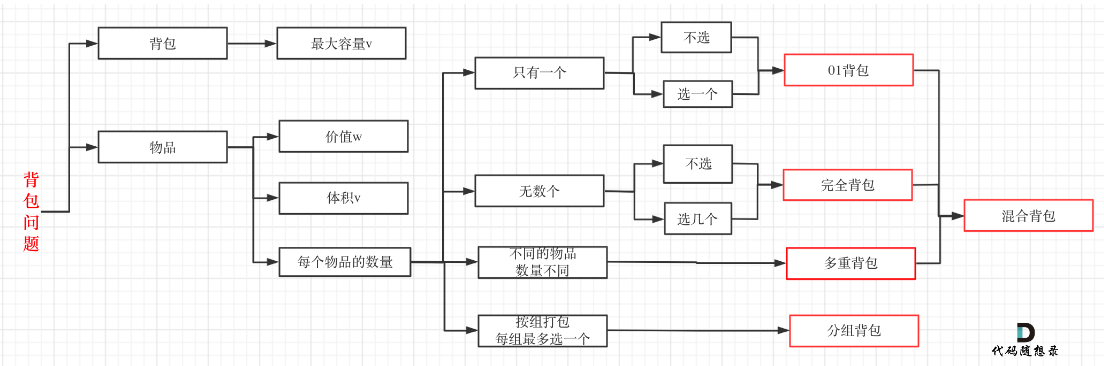 背包问题
背包
最大容量v
物品
价值w
体积v
每个物品的数量
只有一个
不选
选一个
01背包
无数个
不选
选几个
完全背包
不同的物品
数量不同
多重背包
混合背包
按组打包
每组最多选一个
分组背包
代码随想录